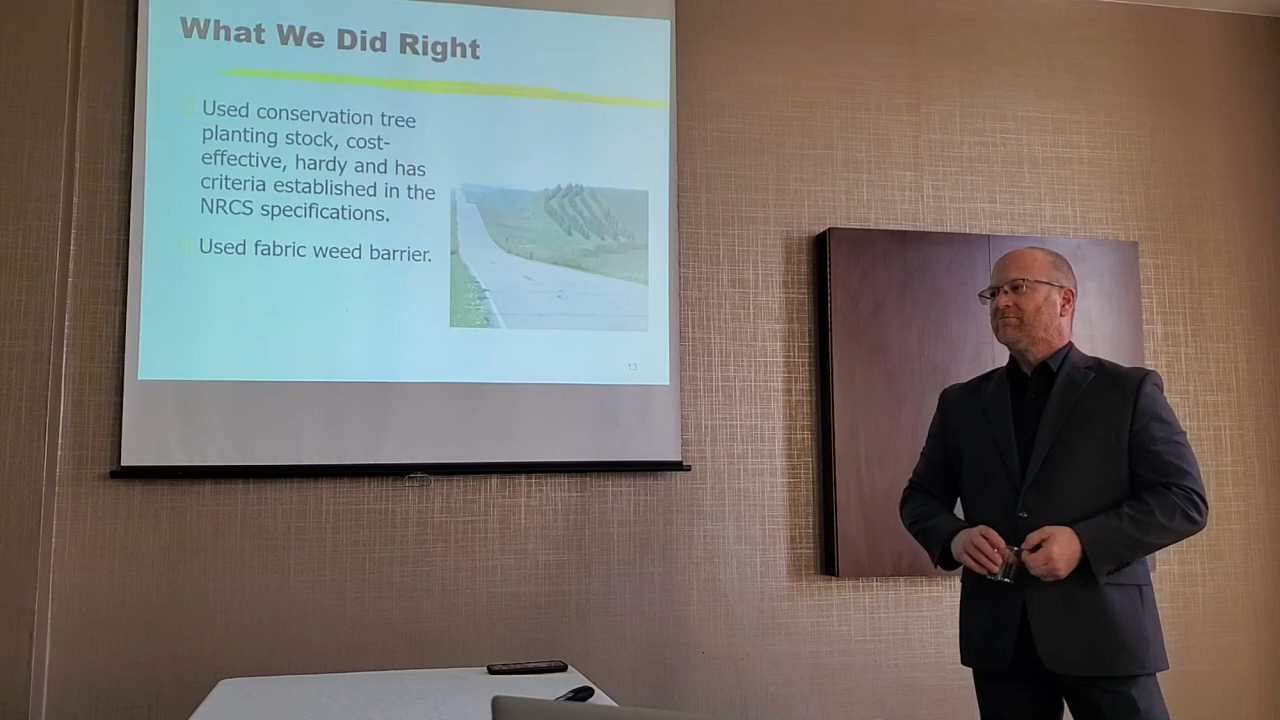 What We Did Right
Used conservation tree
planting stock, cost-
effective, hardy and has
criteria established in the
NRCS specifications.
Used fabric weed barrier.
13